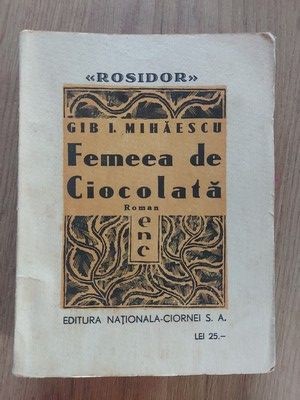 «ROSIDOR»
GIB I. MIHĂESCU
Femeea de
Ciocolată
Roman
enc
EDITURA NAȚIONALA-CIORNEI S. A.
LEI 25.–